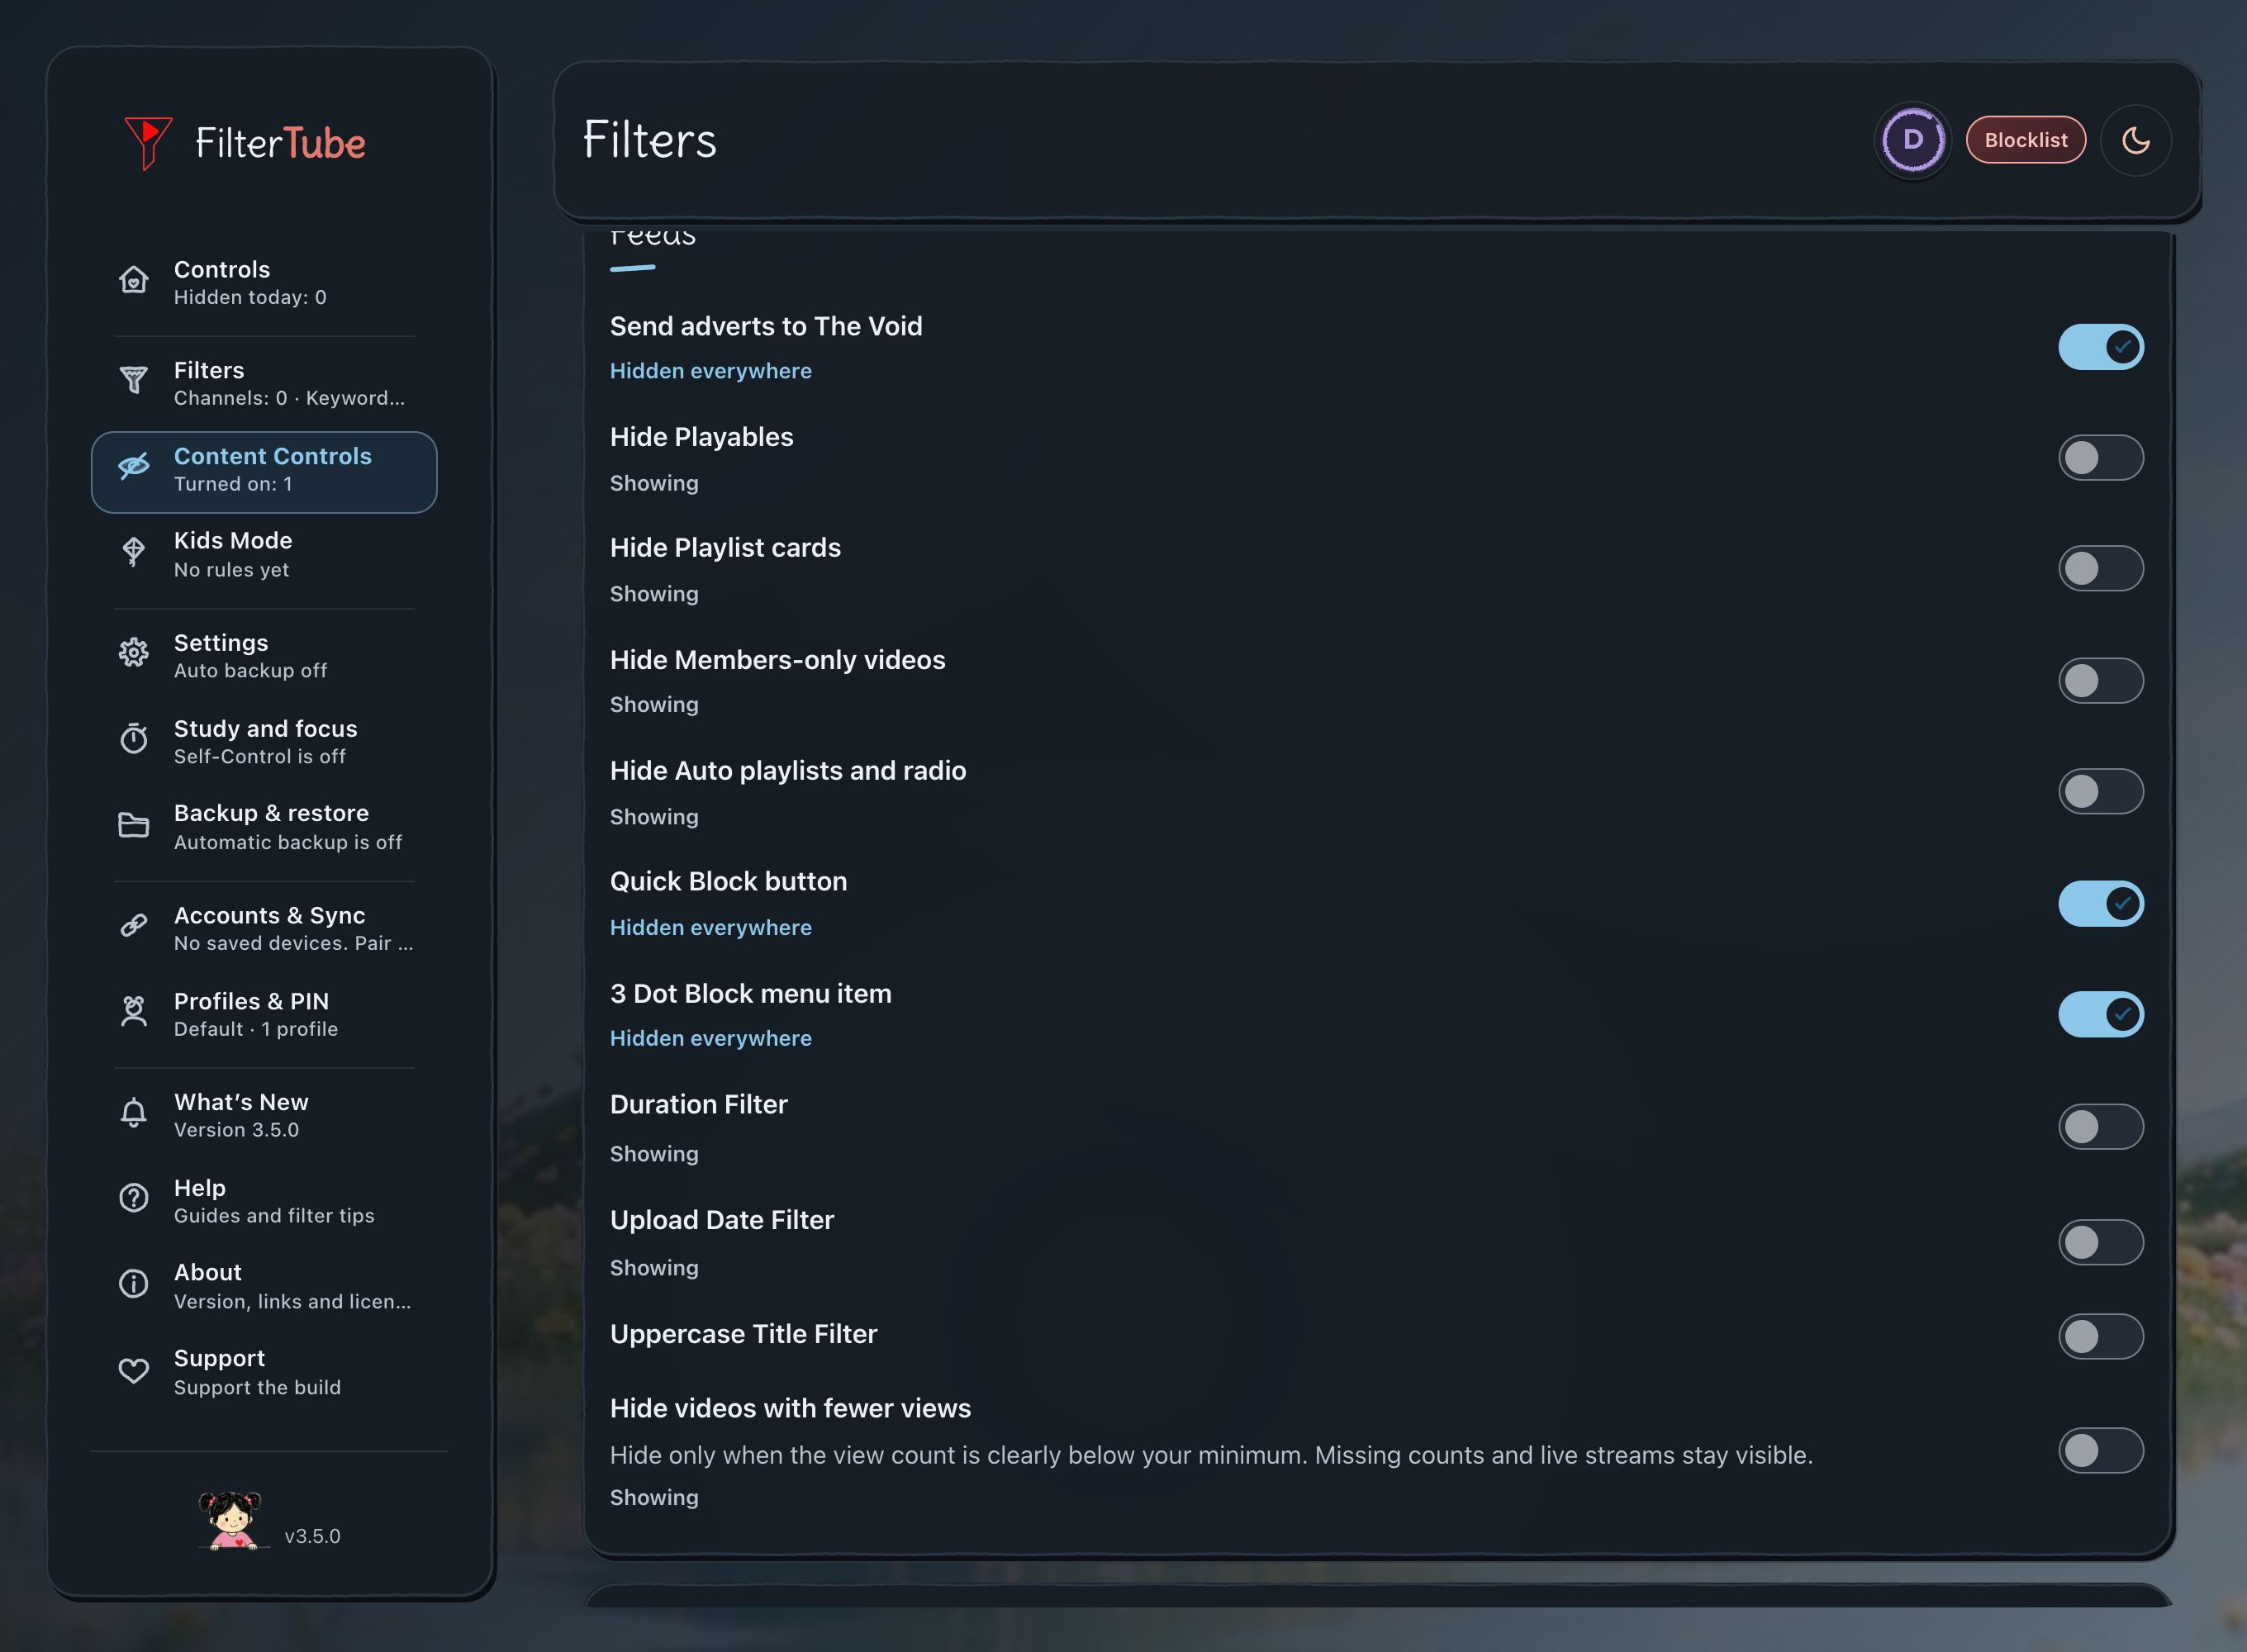 FilterTube
Controls
Hidden today: 0
Filters
Channels: 0 · Keyword...
Content Controls
Turned on: 1
Kids Mode
No rules yet
Settings
Auto backup off
Study and focus
Self-Control is off
Backup & restore
Automatic backup is off
Accounts & Sync
No saved devices. Pair ...
Profiles & PIN
Default · 1 profile
What’s New
Version 3.5.0
Help
Guides and filter tips
About
Version, links and licen...
Support
Support the build
v3.5.0
Filters
D
Blocklist
Feeds
Send adverts to The Void
Hidden everywhere
Hide Playables
Showing
Hide Playlist cards
Showing
Hide Members-only videos
Showing
Hide Auto playlists and radio
Showing
Quick Block button
Hidden everywhere
3 Dot Block menu item
Hidden everywhere
Duration Filter
Showing
Upload Date Filter
Showing
Uppercase Title Filter
Hide videos with fewer views
Hide only when the view count is clearly below your minimum. Missing counts and live streams stay visible.
Showing